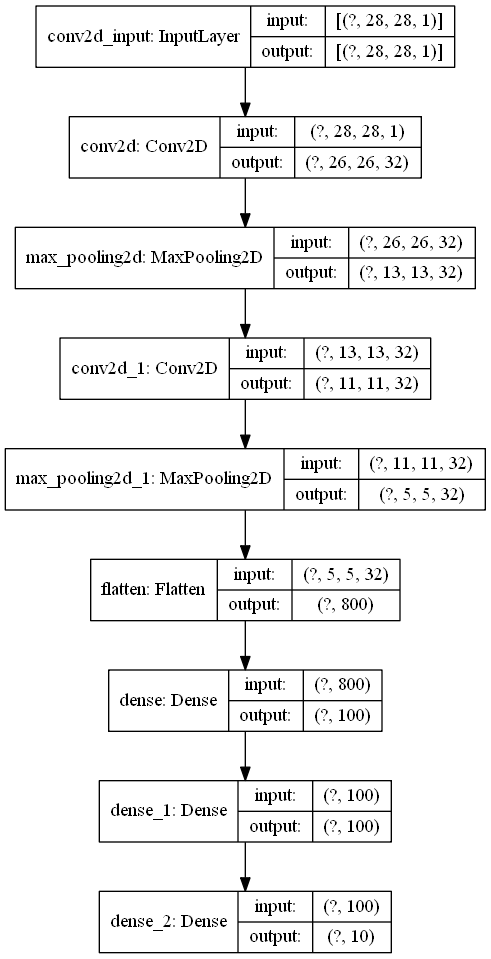 conv2d_input: InputLayer
input: [(?, 28, 28, 1)]
output: [(?, 28, 28, 1)]
conv2d: Conv2D
input: (?, 28, 28, 1)
output: (?, 26, 26, 32)
max_pooling2d: MaxPooling2D
input: (?, 26, 26, 32)
output: (?, 13, 13, 32)
conv2d_1: Conv2D
input: (?, 13, 13, 32)
output: (?, 11, 11, 32)
max_pooling2d_1: MaxPooling2D
input: (?, 11, 11, 32)
output: (?, 5, 5, 32)
flatten: Flatten
input: (?, 5, 5, 32)
output: (?, 800)
dense: Dense
input: (?, 800)
output: (?, 100)
dense_1: Dense
input: (?, 100)
output: (?, 100)
dense_2: Dense
input: (?, 100)
output: (?, 10)